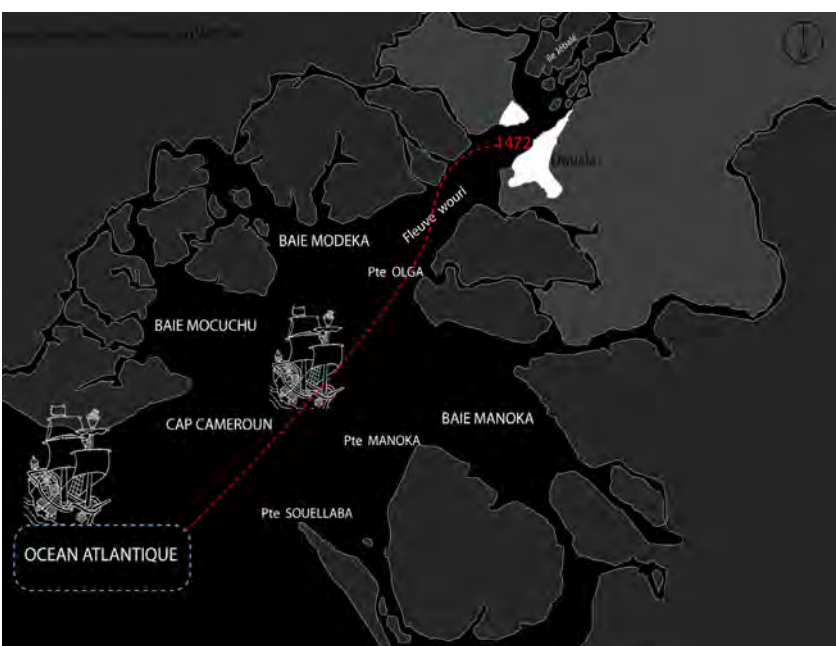 île Jébalé
1472
Douala
Fleuve wouri
BAIE MODEKA
Pte OLGA
BAIE MOCUCHU
CAP CAMEROUN
BAIE MANOKA
Pte MANOKA
Pte SOUELLABA
OCEAN ATLANTIQUE